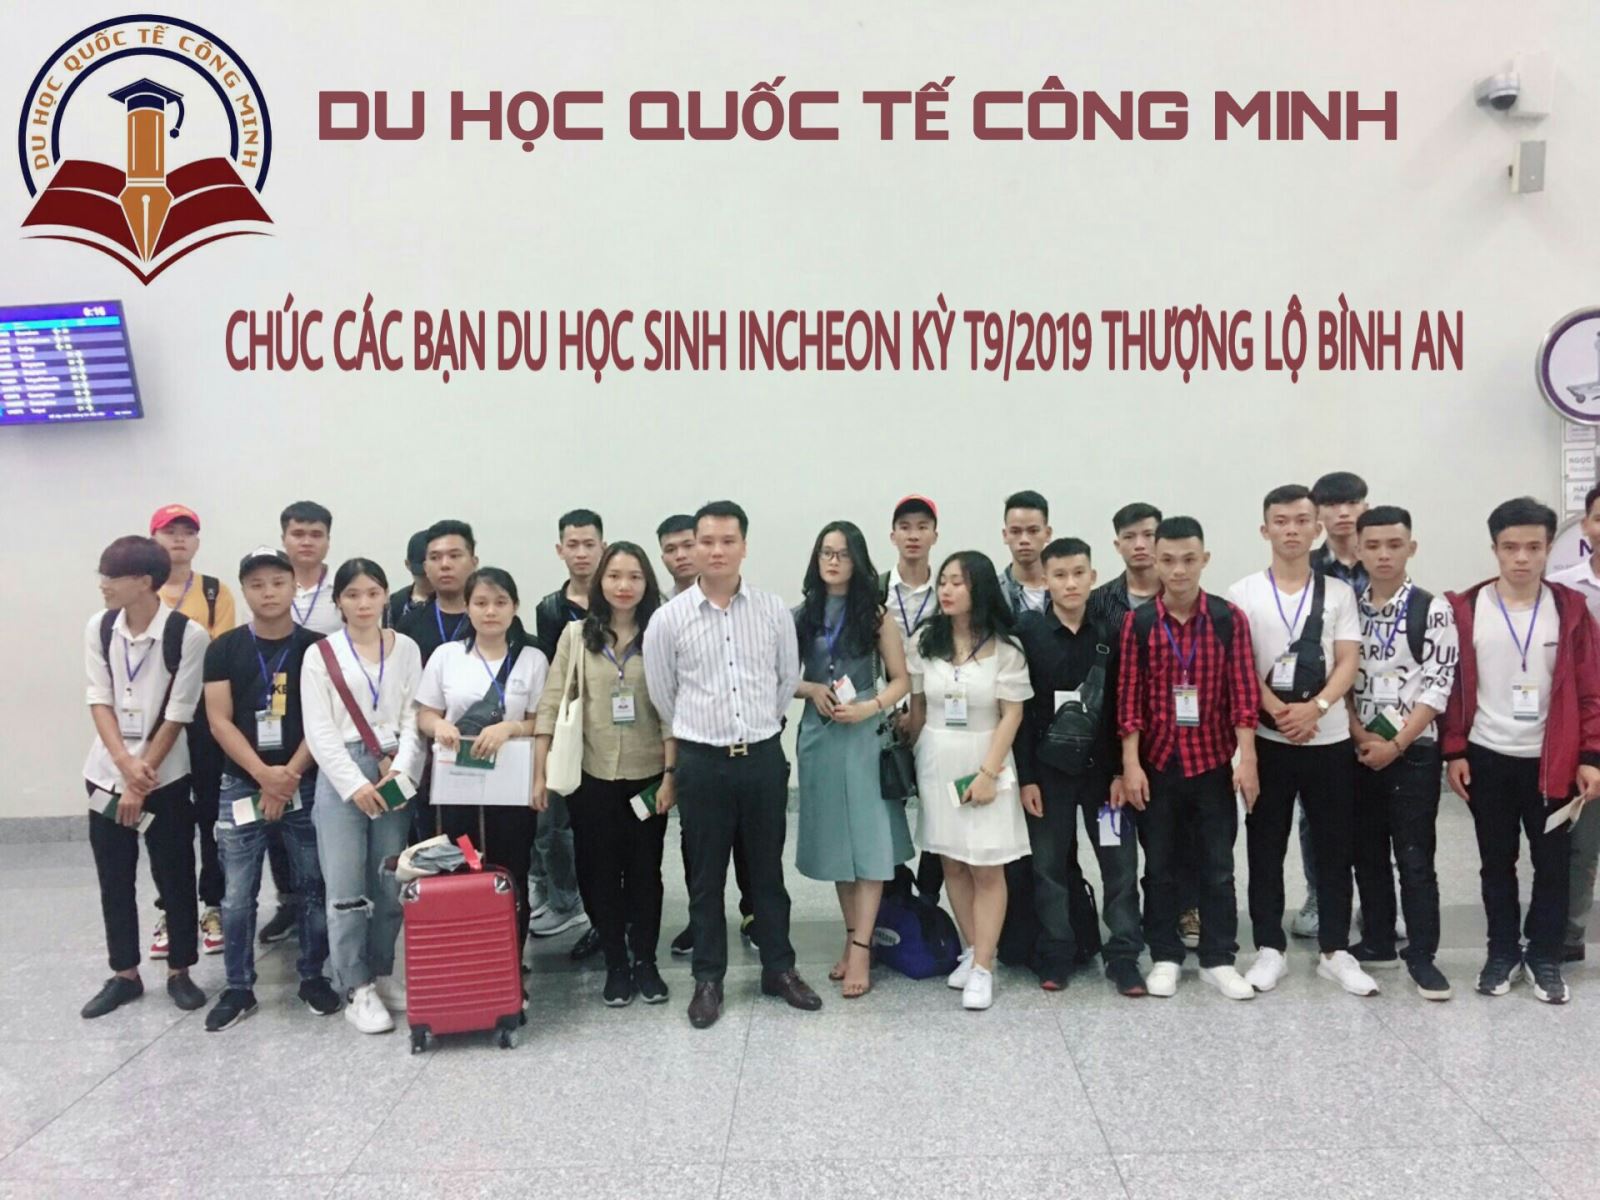 DU HỌC QUỐC TẾ CÔNG MINH
DU HỌC QUỐC TẾ CÔNG MINH
CHÚC CÁC BẠN DU HỌC SINH INCHEON KỲ T9/2019 THƯỢNG LỘ BÌNH AN
NGỌC